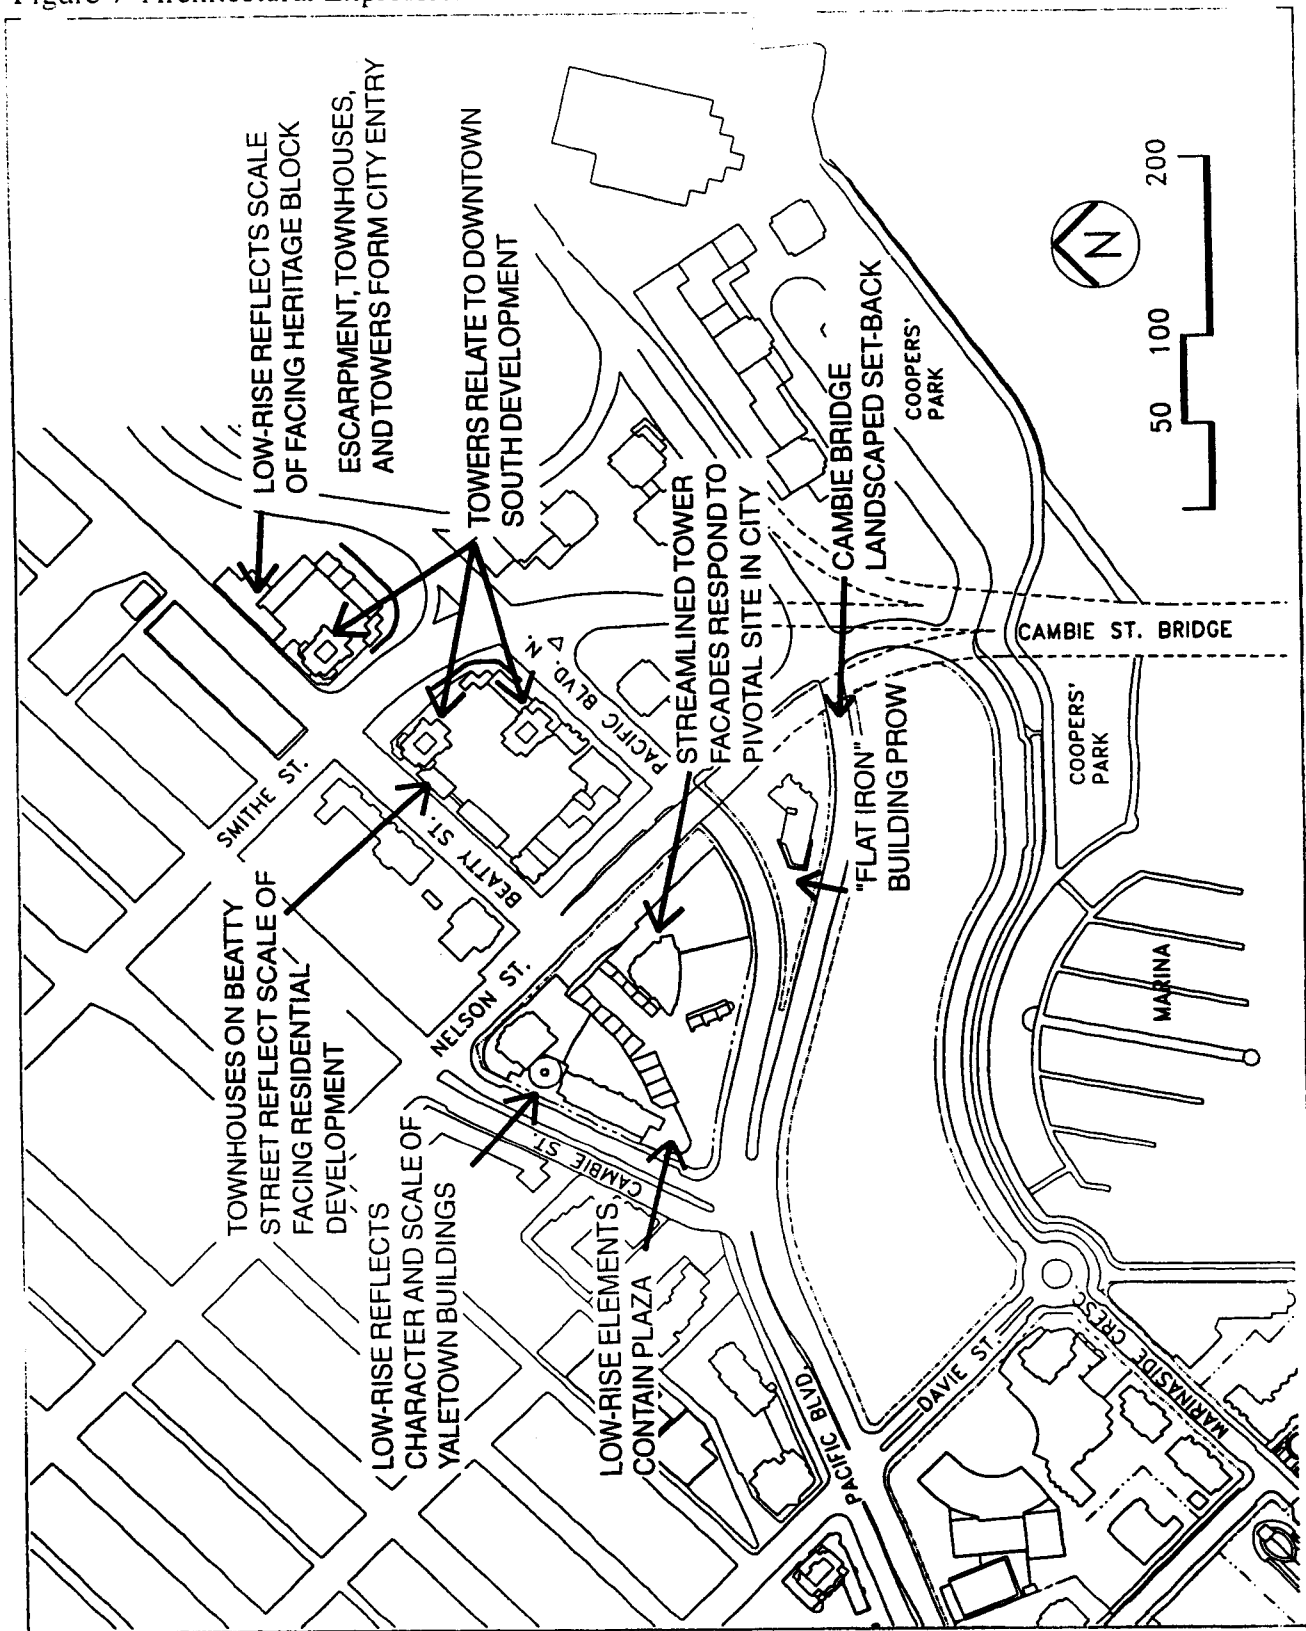 Figure 7
LOW-RISE REFLECTS SCALE
OF FACING HERITAGE BLOCK
ESCARPMENT, TOWNHOUSES,
AND TOWERS FORM CITY ENTRY
TOWERS RELATE TO DOWNTOWN
SOUTH DEVELOPMENT
STREAMLINED TOWER
FACADES RESPOND TO
PIVOTAL SITE IN CITY
CAMBIE BRIDGE
LANDSCAPED SET-BACK
"FLAT IRON"
BUILDING PROW
TOWNHOUSES ON BEATTY
STREET REFLECT SCALE OF
FACING RESIDENTIAL
DEVELOPMENT
LOW-RISE REFLECTS
CHARACTER AND SCALE OF
YALETOWN BUILDINGS
LOW-RISE ELEMENTS
CONTAIN PLAZA
SMITHE ST.
BEATTY ST.
NELSON ST.
CAMBIE ST.
PACIFIC BLVD. N.
PACIFIC BLVD.
DAVIE ST.
MARINASIDE CRES.
CAMBIE ST. BRIDGE
COOPERS'
PARK
COOPERS'
PARK
MARINA
N
50 100 200